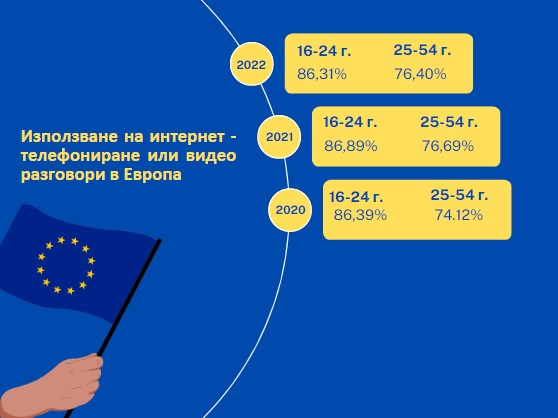 Използване на интернет -
телефониране или видео
разговори в Европа
2022
16-24 г. 25-54 г.
86,31% 76,40%
2021
16-24 г. 25-54 г.
86,89% 76,69%
2020
16-24 г. 25-54 г.
86,39% 74.12%